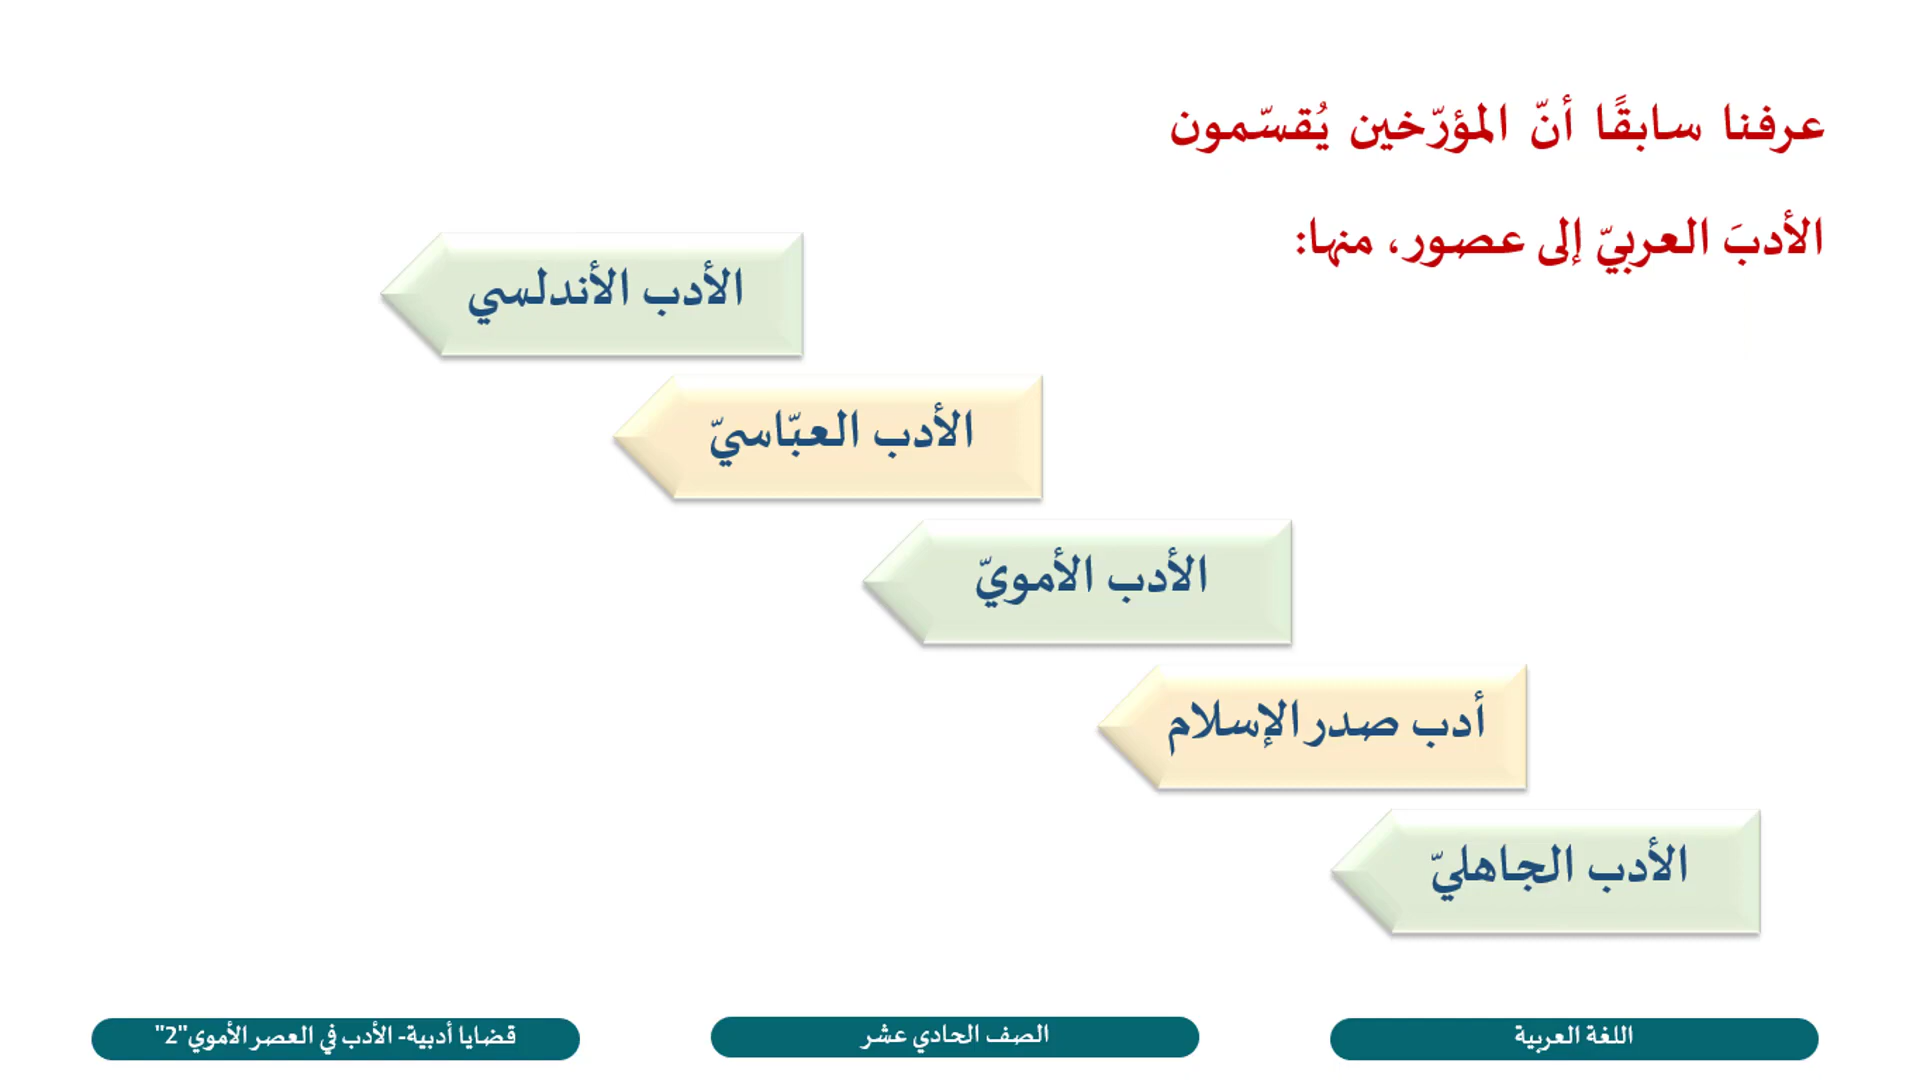 عرفنا سابقًا أنّ المؤرّخين يُقسّمون
الأدبَ العربيّ إلى عصور، منها:
الأدب الأندلسي
الأدب العبّاسيّ
الأدب الأمويّ
أدب صدر الإسلام
الأدب الجاهليّ
اللغة العربية
الصف الحادي عشر
قضايا أدبية- الأدب في العصر الأموي"2"